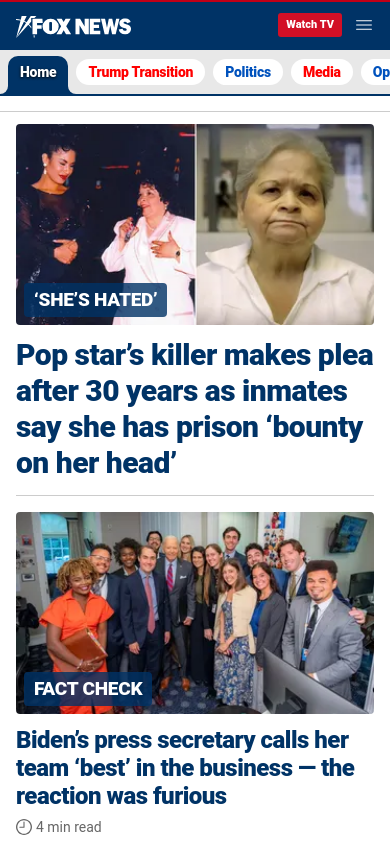 FOX NEWS
Watch TV
Home
Trump Transition
Politics
Media
Op
‘SHE’S HATED’
Pop star’s killer makes plea
after 30 years as inmates
say she has prison ‘bounty
on her head’
FACT CHECK
Biden’s press secretary calls her
team ‘best’ in the business — the
reaction was furious
4 min read